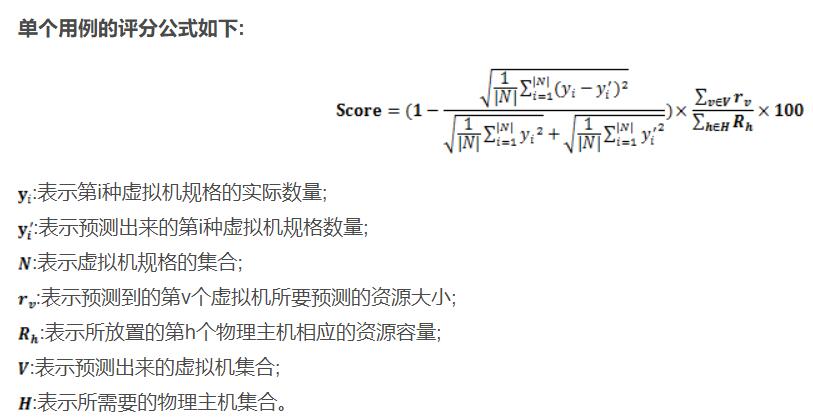 单个用例的评分公式如下:
Score = (1 − \frac{\sqrt{\frac{1}{|N|}\sum_{i=1}^{|N|}(y_i − y_i')^2}}{\sqrt{\frac{1}{|N|}\sum_{i=1}^{|N|} y_i^2} + \sqrt{\frac{1}{|N|}\sum_{i=1}^{|N|} y_i'^2}}) × \frac{\sum_{v∈V} r_v}{\sum_{h∈H} R_h} × 100
y_i:表示第i种虚拟机规格的实际数量;
y_i':表示预测出来的第i种虚拟机规格数量;
N:表示虚拟机规格的集合;
r_v:表示预测到的第v个虚拟机所要预测的资源大小;
R_h:表示所放置的第h个物理主机相应的资源容量;
V:表示预测出来的虚拟机集合;
H:表示所需要的物理主机集合。